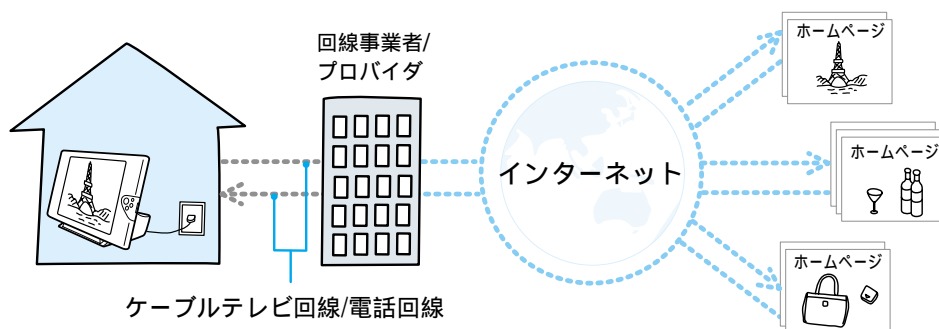 回線事業者/
プロバイダ
ホームページ
ホームページ
インターネット
ホームページ
ケーブルテレビ回線/電話回線